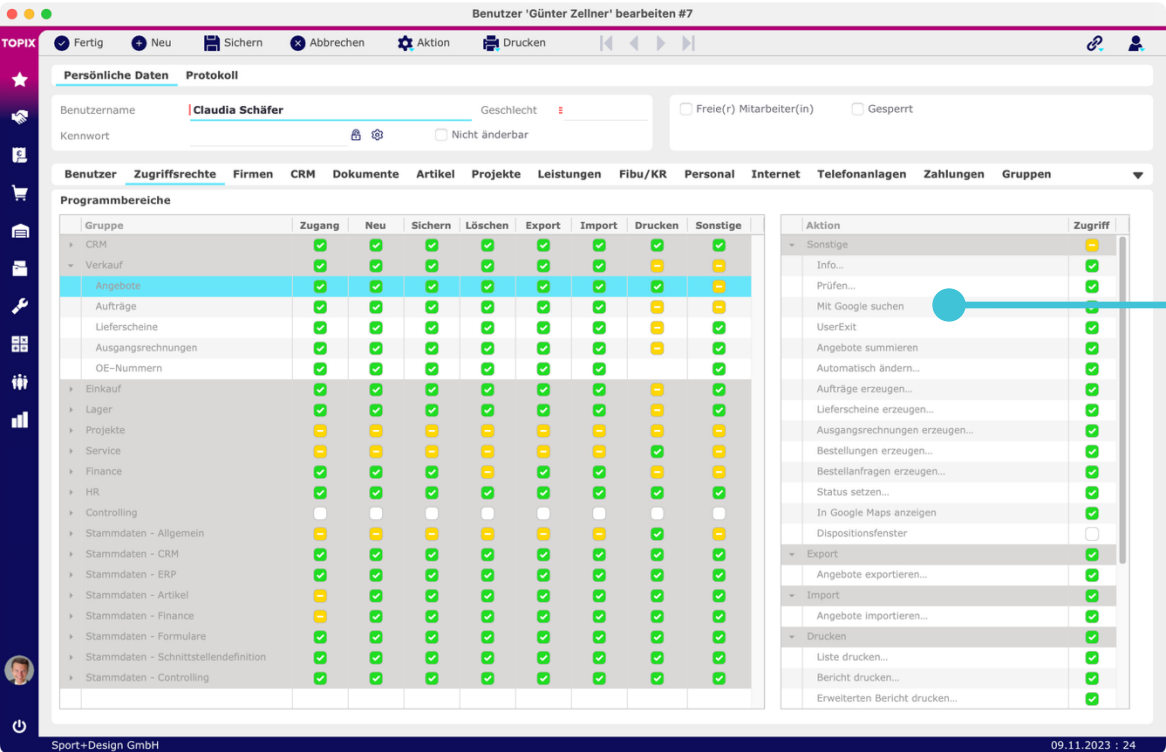 Benutzer 'Günter Zellner' bearbeiten #7
TOPIX Fertig Neu Sichern Abbrechen Aktion Drucken
Persönliche Daten Protokoll
Benutzername Claudia Schäfer Geschlecht Freie(r) Mitarbeiter(in) Gesperrt
Kennwort Nicht änderbar
Benutzer Zugriffsrechte Firmen CRM Dokumente Artikel Projekte Leistungen Fibu/KR Personal Internet Telefonanlagen Zahlungen Gruppen
Programmbereiche
Gruppe Zugang Neu Sichern Löschen Export Import Drucken Sonstige
CRM
Verkauf
Angebote
Aufträge
Lieferscheine
Ausgangsrechnungen
OE-Nummern
Einkauf
Lager
Projekte
Service
Finance
HR
Controlling
Stammdaten - Allgemein
Stammdaten - CRM
Stammdaten - ERP
Stammdaten - Artikel
Stammdaten - Finance
Stammdaten - Formulare
Stammdaten - Schnittstellendefinition
Stammdaten - Controlling
Aktion Zugriff
Sonstige
Info...
Prüfen...
Mit Google suchen
UserExit
Angebote summieren
Automatisch ändern...
Aufträge erzeugen...
Lieferscheine erzeugen...
Ausgangsrechnungen erzeugen...
Bestellungen erzeugen...
Bestellanfragen erzeugen...
Status setzen...
In Google Maps anzeigen
Dispositionsfenster
Export
Angebote exportieren...
Import
Angebote importieren...
Drucken
Liste drucken...
Bericht drucken...
Erweiterten Bericht drucken...
Sport+Design GmbH 09.11.2023 : 24